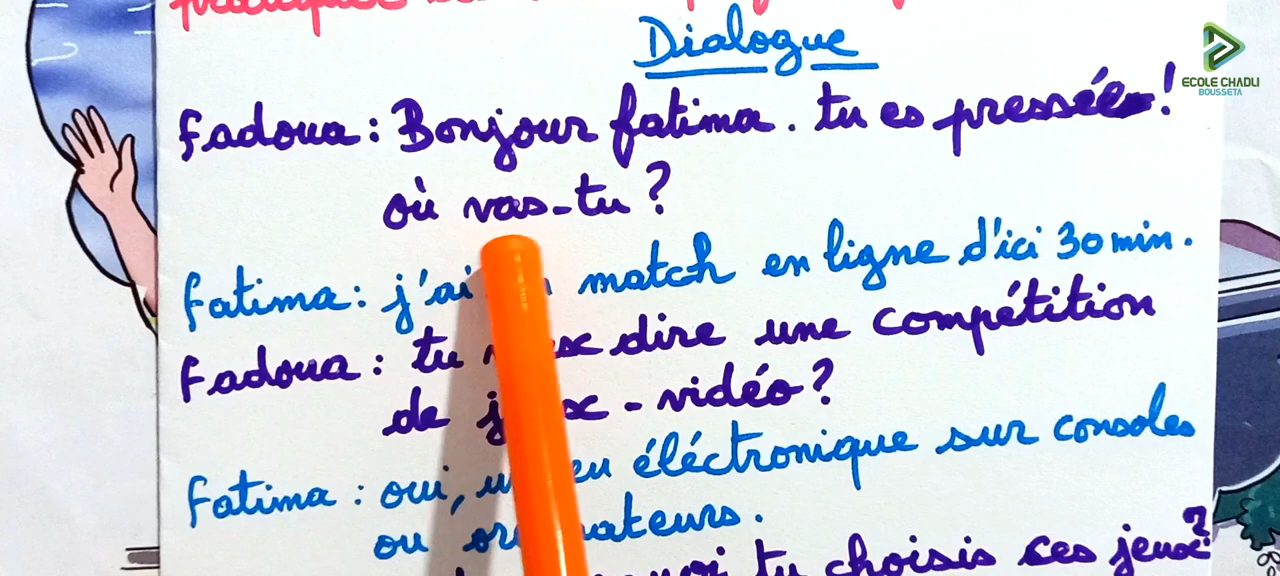 Dialogue
ECOLE CHADLI
BOUSSETA
Fadoua : Bonjour fatima. tu es pressée !
où vas-tu ?
fatima : j'ai match en ligne d'ici 30 min.
Fadoua : tu dire une compétition
de - vidéo ?
fatima : oui, éléctronique sur consoles
ou .
tu choisis ces jeux ?